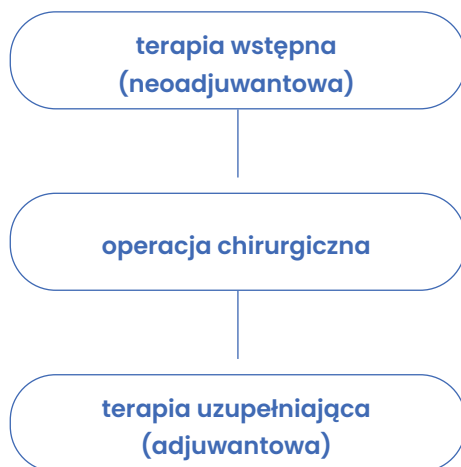 terapia wstępna
(neoadjuwantowa)
operacja chirurgiczna
terapia uzupełniająca
(adjuwantowa)